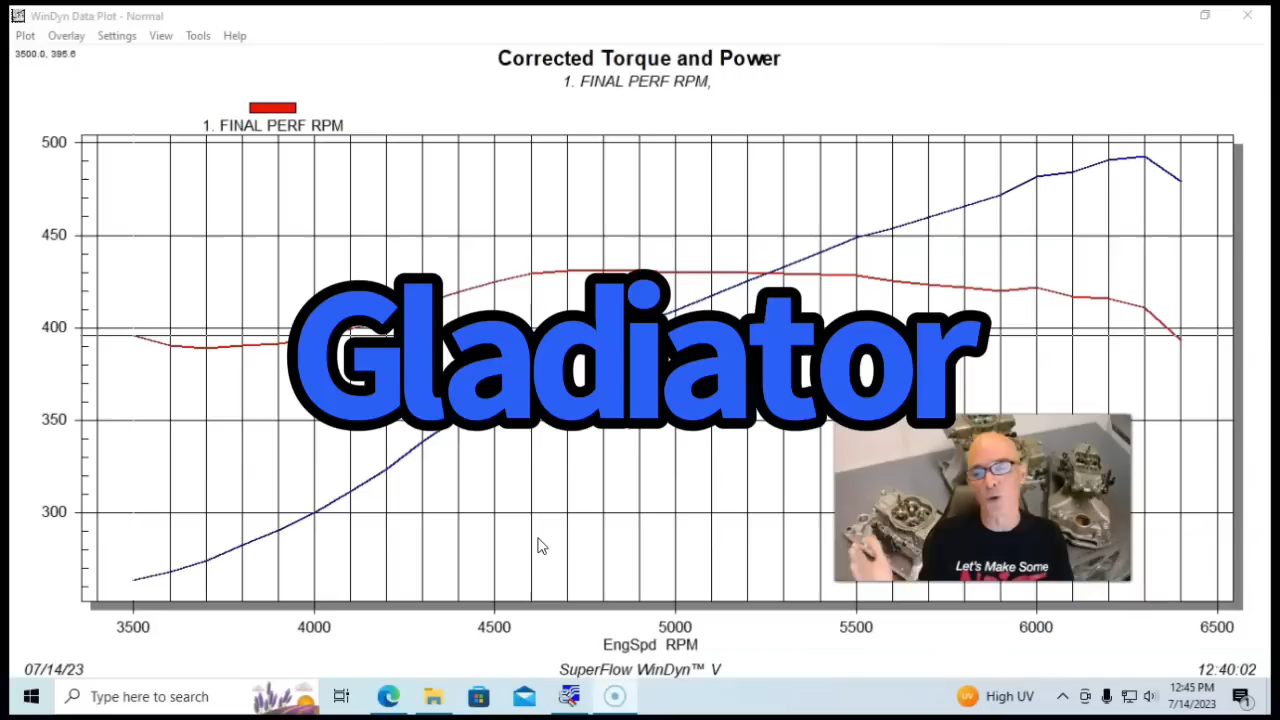 WinDyn Data Plot - Normal
Plot Overlay Settings View Tools Help
3500.0, 395.6
Corrected Torque and Power
1. FINAL PERF RPM,
1. FINAL PERF RPM
500
450
400
350
300
Gladiator
Let's Make Some
3500 4000 4500 5000 5500 6000 6500
EngSpd RPM
07/14/23 SuperFlow WinDyn™ V 12:40:02
Type here to search
High UV
12:45 PM
7/14/2023
1